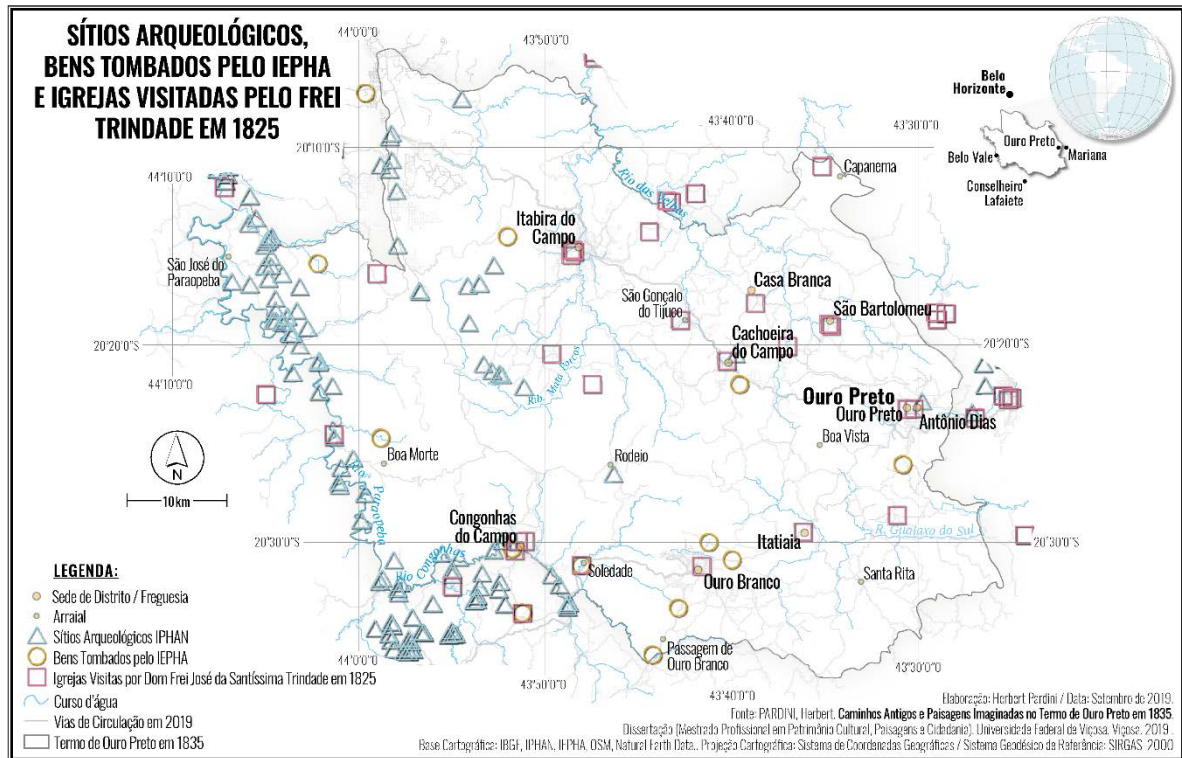 SÍTIOS ARQUEOLÓGICOS,
BENS TOMBADOS PELO IEPHA
E IGREJAS VISITADAS PELO FREI
TRINDADE EM 1825
44°0'0"O
43°50'0"O
43°40'0"O
43°30'0"O
Belo
Horizonte
Ouro Preto
Mariana
Belo Vale
Conselheiro
Lafaiete
20°10'0"S
44°10'0"O
Capanema
Rio das Velhas
Itabira do
Campo
São José do
Paraopeba
Casa Branca
São Gonçalo
do Tijuco
São Bartolomeu
Cachoeira
do Campo
20°20'0"S
20°20'0"S
44°10'0"O
Rib. Mata Porcos
Ouro Preto
Ouro Preto
Antônio Dias
Boa Vista
Boa Morte
Rodeio
N
10km
Rio Paraopeba
Congonhas
do Campo
Itatiaia
R. Gualaxo do Sul
20°30'0"S
20°30'0"S
Rio Congonhas
Soledade
Ouro Branco
Santa Rita
Passagem de
Ouro Branco
44°0'0"O
43°50'0"O
43°40'0"O
43°30'0"O
LEGENDA:
Sede de Distrito / Freguesia
Arraial
Sítios Arqueológicos IPHAN
Bens Tombados pelo IEPHA
Igrejas Visitas por Dom Frei José da Santíssima Trindade em 1825
Curso d'água
Vias de Circulação em 2019
Termo de Ouro Preto em 1835
Elaboração: Herbert Pardini / Data: Setembro de 2019.
Fonte: PARDINI, Herbert. Caminhos Antigos e Paisagens Imaginadas no Termo de Ouro Preto em 1835.
Dissertação (Mestrado Profissional em Patrimônio Cultural, Paisagens e Cidadania). Universidade Federal de Viçosa. Viçosa. 2019.
Base Cartográfica: IBGE, IPHAN, IEPHA, OSM, Natural Earth Data.. Projeção Cartográfica: Sistema de Coordenadas Geográficas / Sistema Geodésico de Referência: SIRGAS 2000